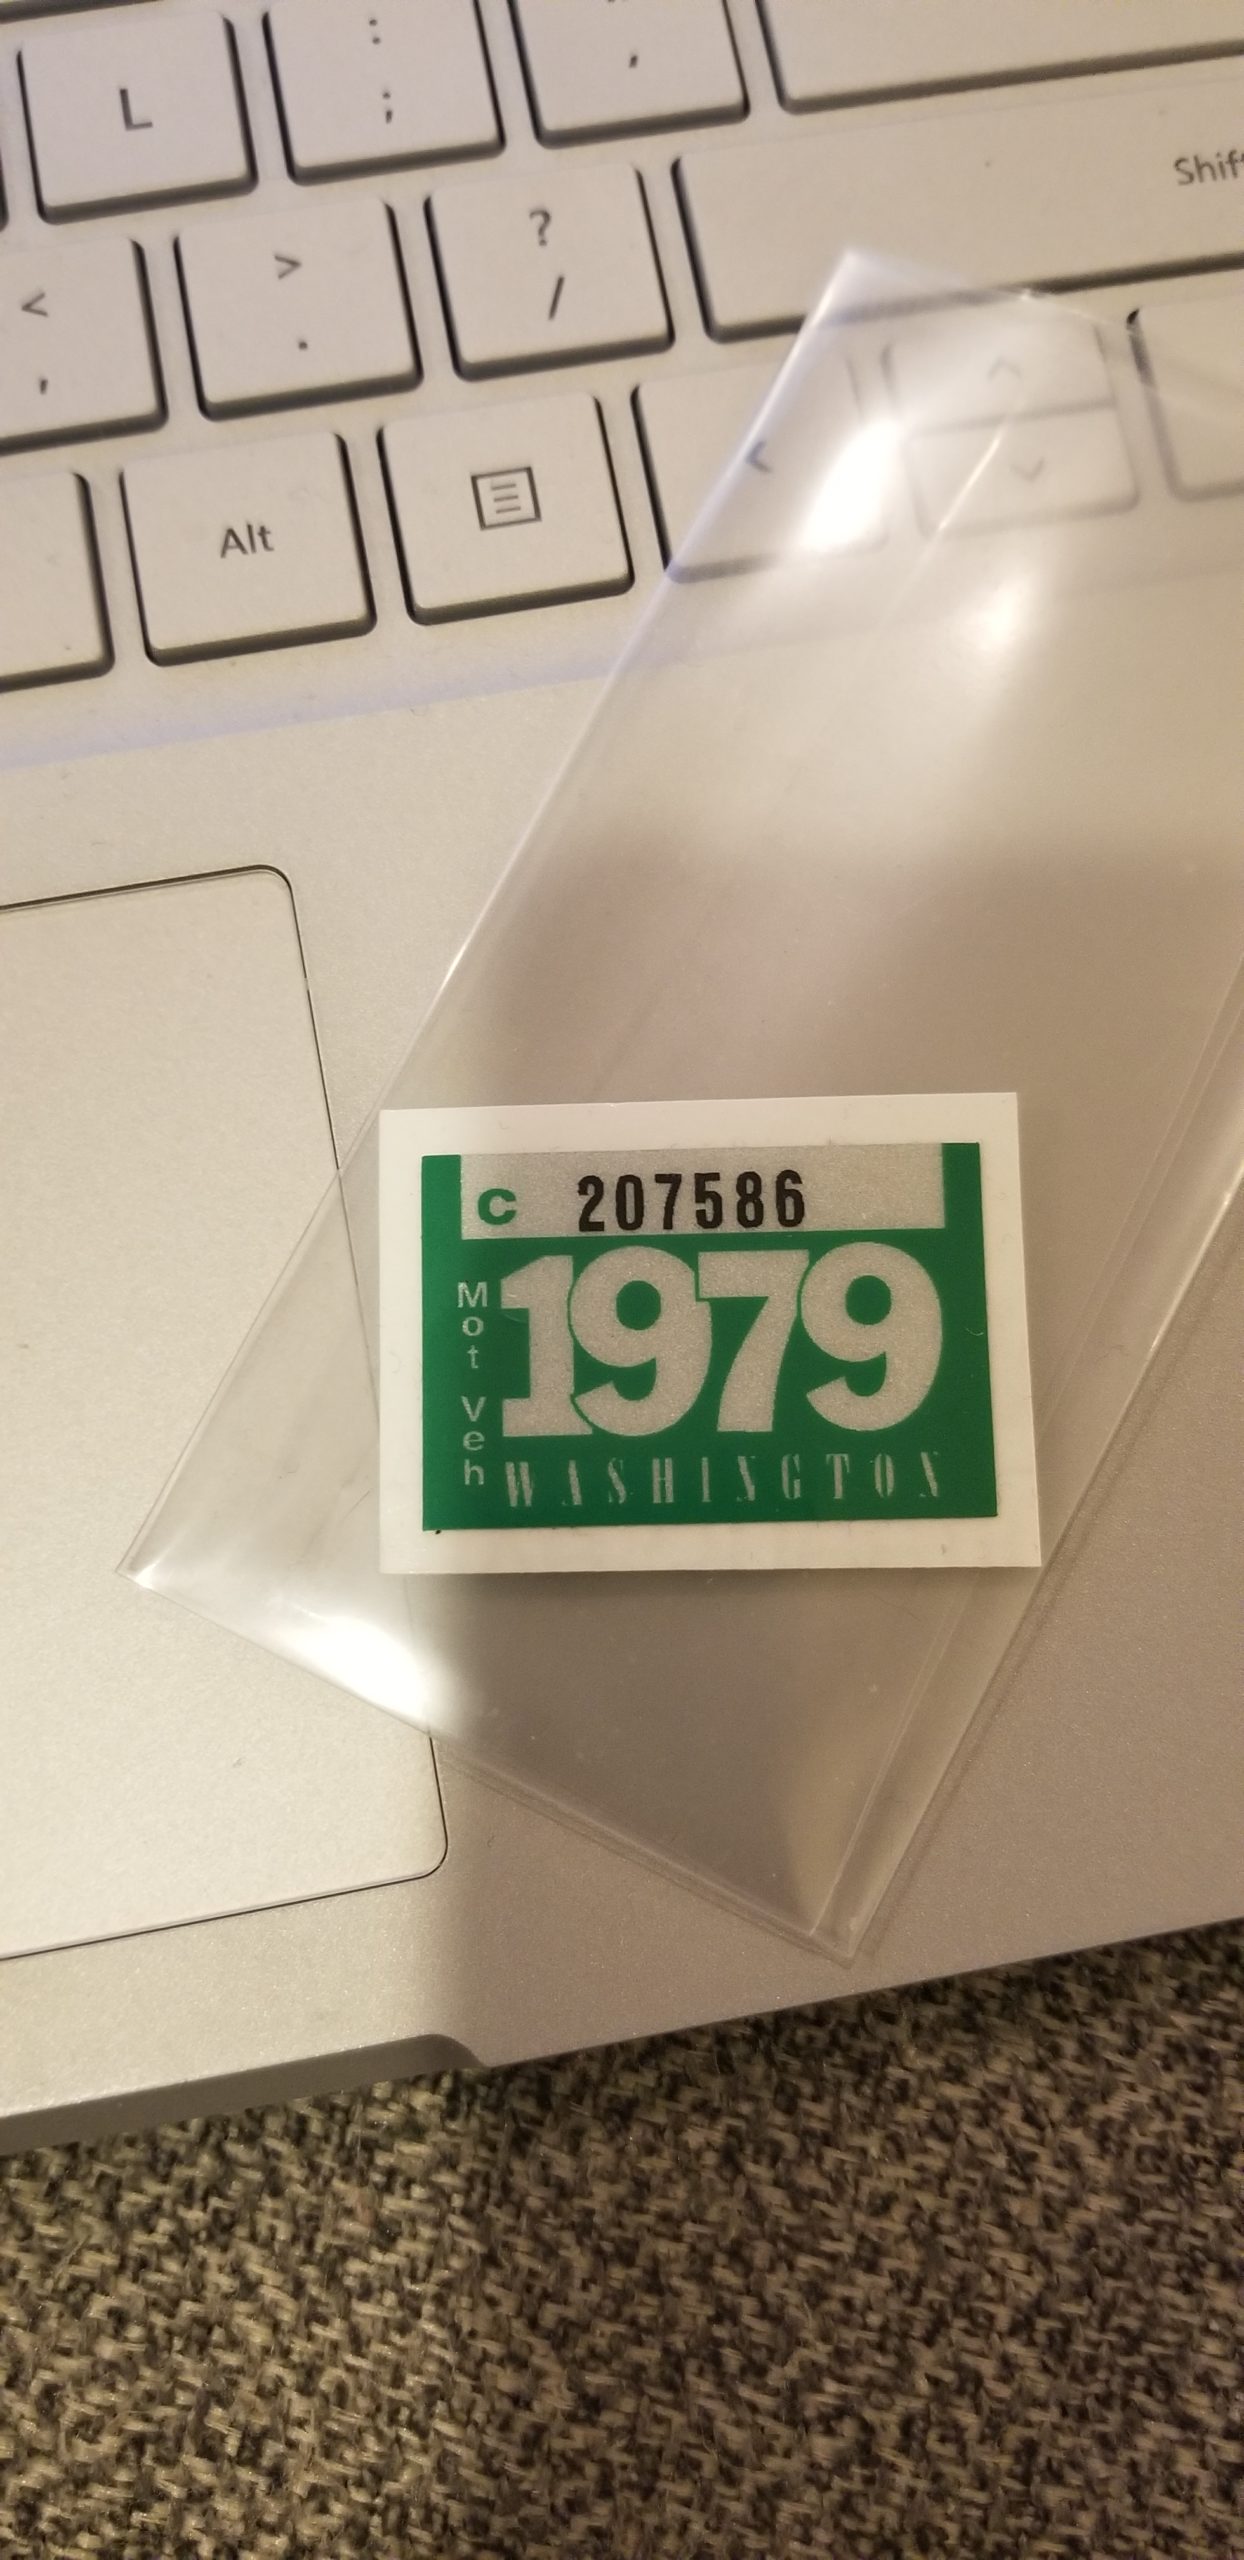 L
:
;
"
,
Shift
<
,
>
.
?
/
Alt
C 207586
Mot Veh
1979
WASHINGTON